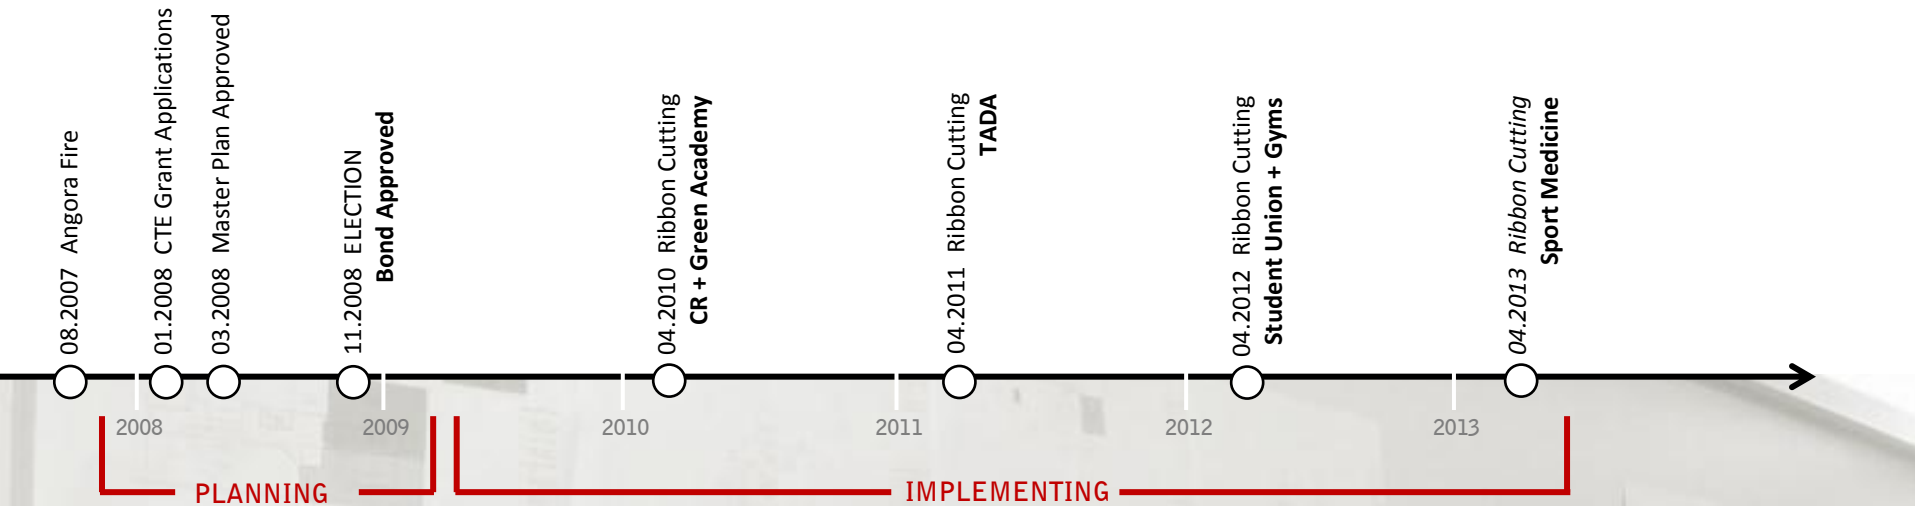 08.2007 Angora Fire
01.2008 CTE Grant Applications
03.2008 Master Plan Approved
11.2008 ELECTION
Bond Approved
04.2010 Ribbon Cutting
CR + Green Academy
04.2011 Ribbon Cutting
TADA
04.2012 Ribbon Cutting
Student Union + Gyms
04.2013 Ribbon Cutting
Sport Medicine
2008
2009
2010
2011
2012
2013
PLANNING
IMPLEMENTING